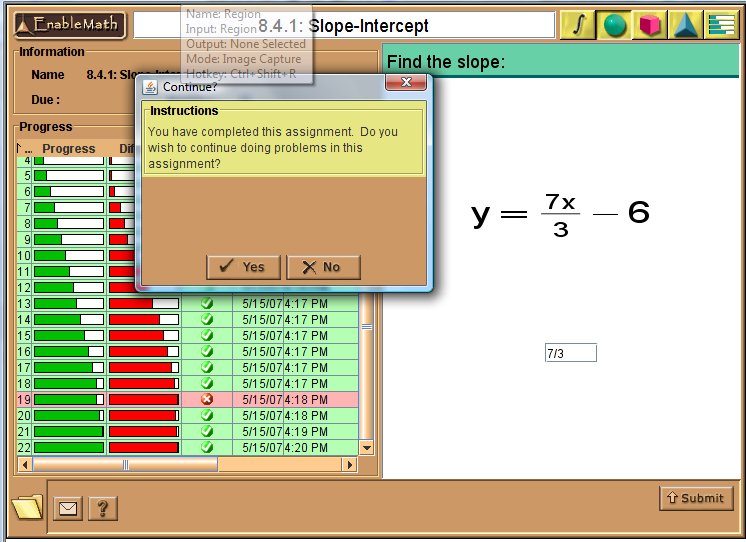 EnableMath
8.4.1: Slope-Intercept
Name: Region
Input: Region
Output: None Selected
Mode: Image Capture
Hotkey: Ctrl+Shift+R
Information
Name 8.4.1: Slope-Inter
Due :
Find the slope:
Continue?
Instructions
You have completed this assignment. Do you
wish to continue doing problems in this
assignment?
Yes No
Progress
... Progress Dif
4
5
6
7
8
9
10
11
12
13 5/15/07 4:17 PM
14 5/15/07 4:17 PM
15 5/15/07 4:17 PM
16 5/15/07 4:17 PM
17 5/15/07 4:17 PM
18 5/15/07 4:17 PM
19 5/15/07 4:18 PM
20 5/15/07 4:18 PM
21 5/15/07 4:19 PM
22 5/15/07 4:20 PM
y = 7x/3 − 6
7/3
?
Submit